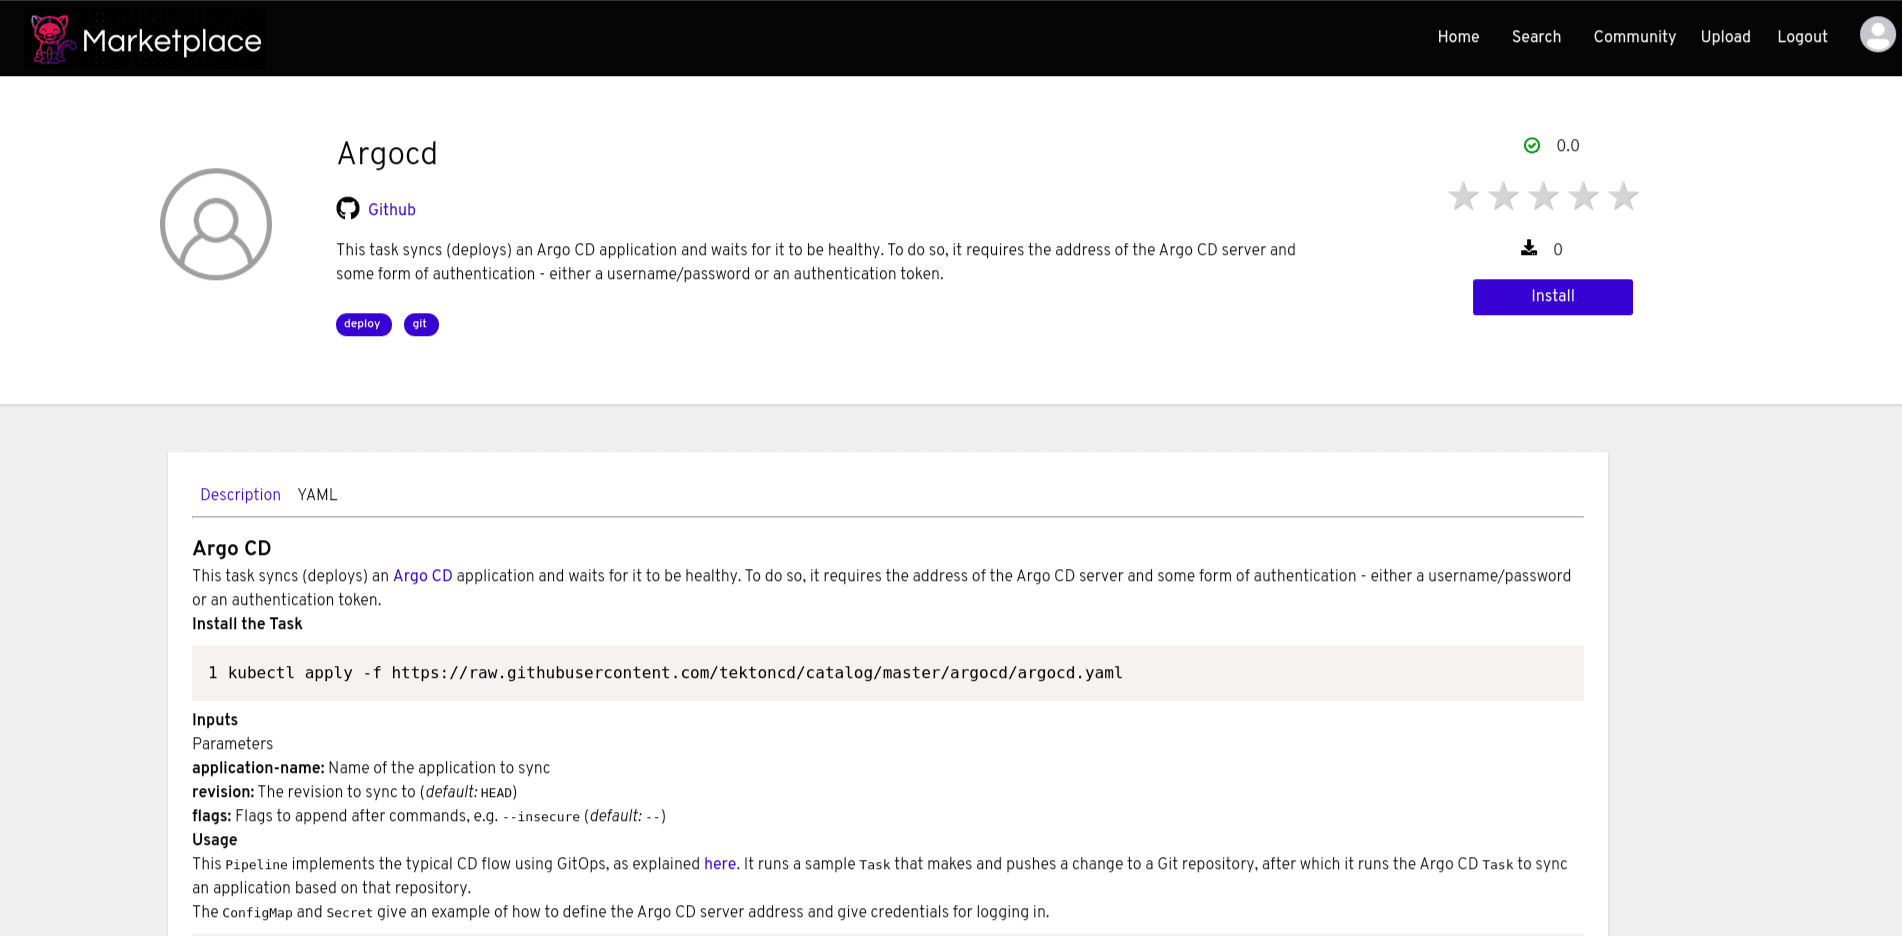 Marketplace
Home Search Community Upload Logout
Argocd
0.0
Github
This task syncs (deploys) an Argo CD application and waits for it to be healthy. To do so, it requires the address of the Argo CD server and
some form of authentication - either a username/password or an authentication token.
0
Install
deploy git
Description YAML
Argo CD
This task syncs (deploys) an Argo CD application and waits for it to be healthy. To do so, it requires the address of the Argo CD server and some form of authentication - either a username/password
or an authentication token.
Install the Task
1 kubectl apply -f https://raw.githubusercontent.com/tektoncd/catalog/master/argocd/argocd.yaml
Inputs
Parameters
application-name: Name of the application to sync
revision: The revision to sync to (default: HEAD)
flags: Flags to append after commands, e.g. --insecure (default: --)
Usage
This Pipeline implements the typical CD flow using GitOps, as explained here. It runs a sample Task that makes and pushes a change to a Git repository, after which it runs the Argo CD Task to sync
an application based on that repository.
The ConfigMap and Secret give an example of how to define the Argo CD server address and give credentials for logging in.